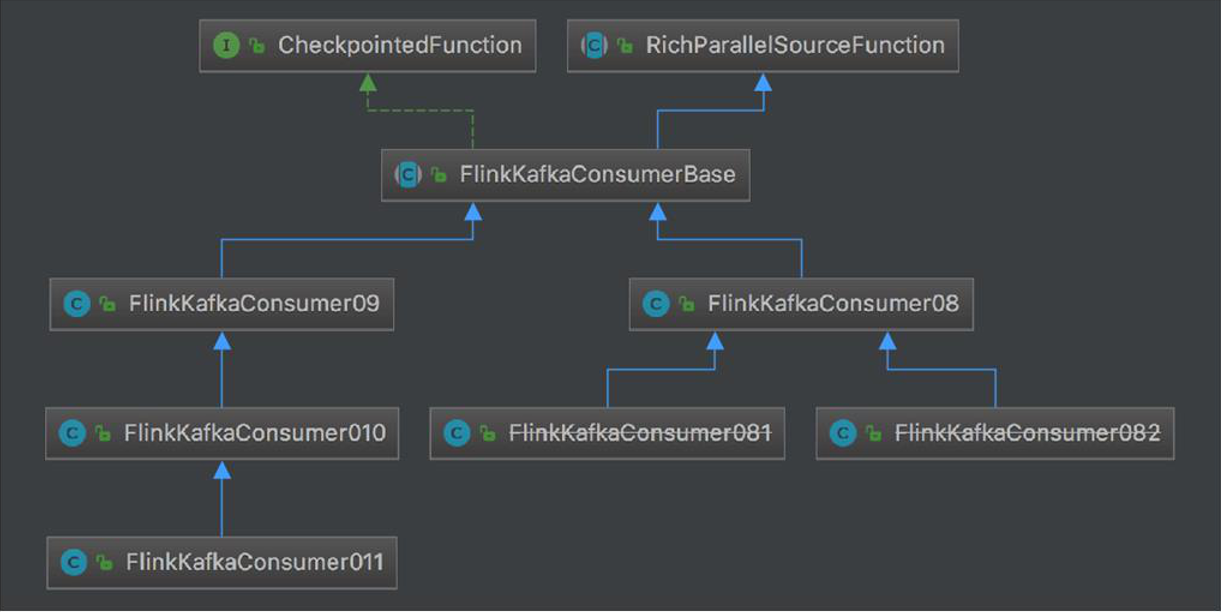 I CheckpointedFunction
C RichParallelSourceFunction
C FlinkKafkaConsumerBase
C FlinkKafkaConsumer09
C FlinkKafkaConsumer08
C FlinkKafkaConsumer010
C FlinkKafkaConsumer081
C FlinkKafkaConsumer082
C FlinkKafkaConsumer011